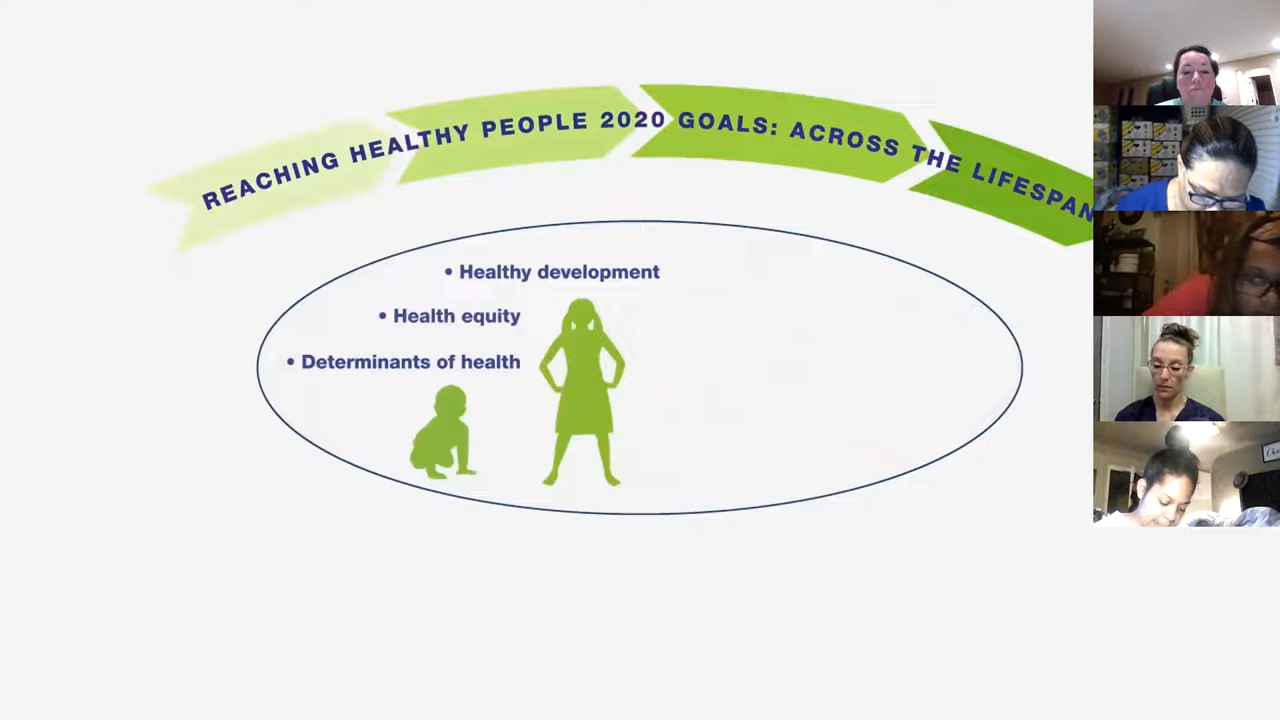 REACHING HEALTHY PEOPLE 2020 GOALS: ACROSS THE LIFESPAN
• Healthy development
• Health equity
• Determinants of health